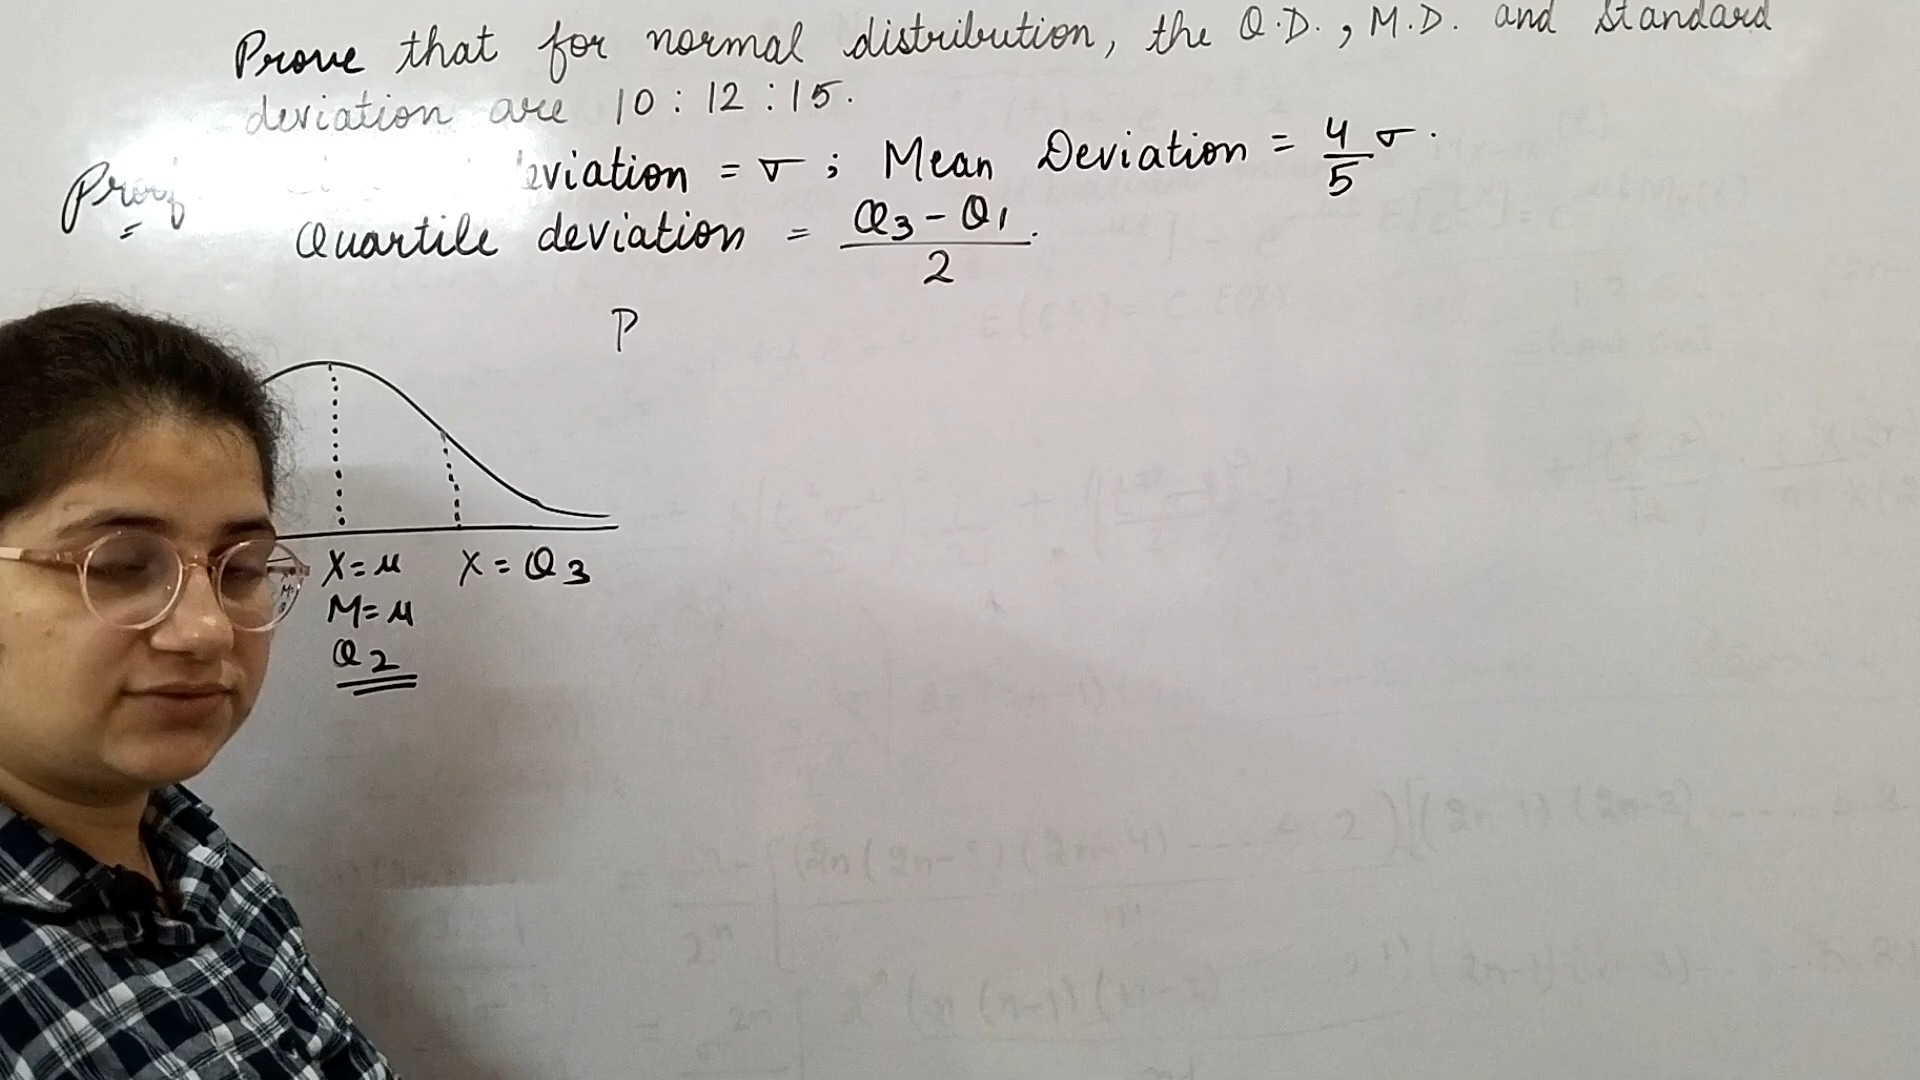 Prove that for normal distribution, the Q.D., M.D. and Standard
deviation are 10 : 12 : 15.
Proof eviation = σ ; Mean Deviation = 4/5 σ.
Quartile deviation = Q3 - Q1 / 2.
P
X=μ X=Q3
M=μ
Q2